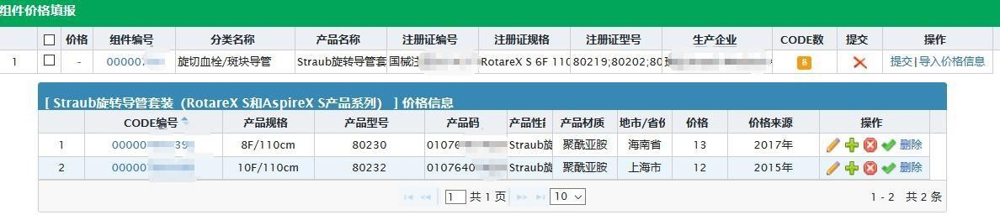 组件价格填报
价格 组件编号 分类名称 产品名称 注册证编号 注册证规格 注册证型号 生产企业 CODE数 提交 操作
1 - 000007 旋切血栓/斑块导管 Straub旋转导管套 国械注 RotareX S 6F 110 80219;80202;80 8 提交|导入价格信息
[ Straub旋转导管套装（RotareX S和AspireX S产品系列） ] 价格信息
CODE编号 产品规格 产品型号 产品码 产品性能 产品材质 地市/省份 价格 价格来源 操作
1 00000 39 8F/110cm 80230 01076 Straub旋 聚酰亚胺 海南省 13 2017年 删除
2 00000 10F/110cm 80232 0107640 Straub旋 聚酰亚胺 上海市 12 2015年 删除
1 共 1 页 10 1 - 2 共 2 条